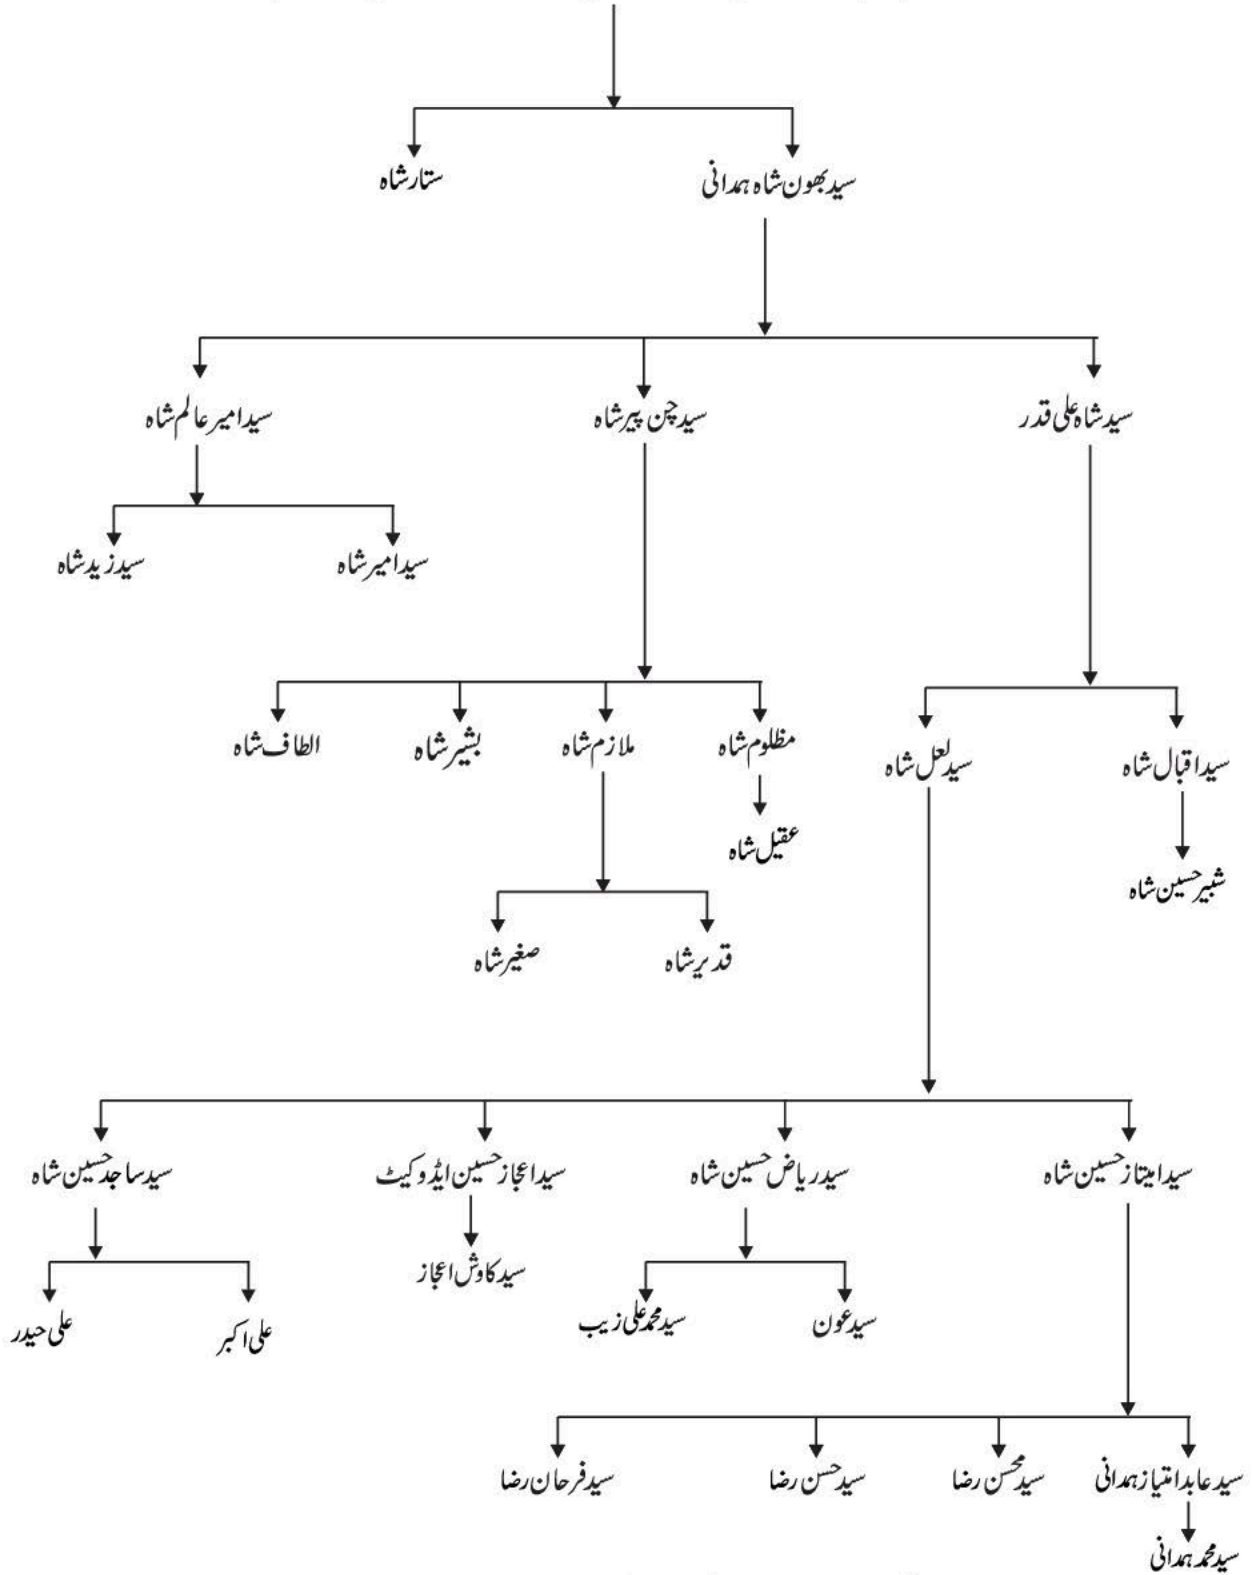 سید بھون شاہ ہمدانی
ستار شاہ
سید شاہ علی قدر
سید چن پیر شاہ
سید امیر عالم شاہ
سید امیر شاہ
سید زید شاہ
مظلوم شاہ
ملازم شاہ
بشیر شاہ
الطاف شاہ
سید اقبال شاہ
سید لعل شاہ
عقیل شاہ
شبیر حسین شاہ
قدیر شاہ
صغیر شاہ
سید امیتاز حسین شاہ
سید ریاض حسین شاہ
سید اعجاز حسین ایڈوکیٹ
سید ساجد حسین شاہ
سید کاوش اعجاز
سید عون
سید محمد علی زیب
علی اکبر
علی حیدر
سید عابد امتیاز ہمدانی
سید محسن رضا
سید حسن رضا
سید فرحان رضا
سید محمد ہمدانی